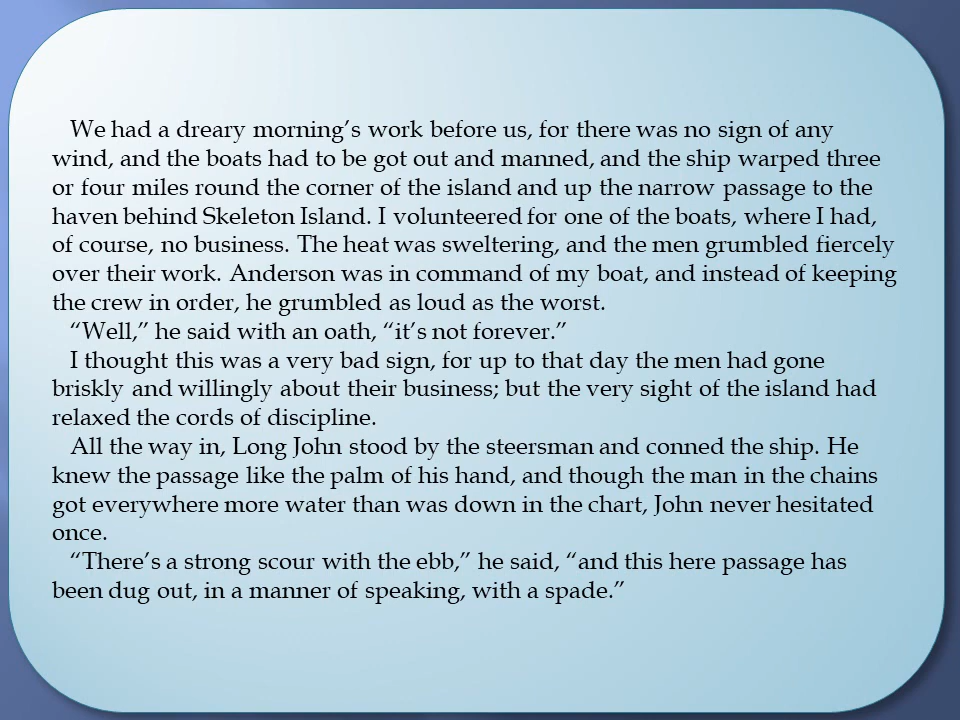 We had a dreary morning’s work before us, for there was no sign of any
wind, and the boats had to be got out and manned, and the ship warped three
or four miles round the corner of the island and up the narrow passage to the
haven behind Skeleton Island. I volunteered for one of the boats, where I had,
of course, no business. The heat was sweltering, and the men grumbled fiercely
over their work. Anderson was in command of my boat, and instead of keeping
the crew in order, he grumbled as loud as the worst.
“Well,” he said with an oath, “it’s not forever.”
I thought this was a very bad sign, for up to that day the men had gone
briskly and willingly about their business; but the very sight of the island had
relaxed the cords of discipline.
All the way in, Long John stood by the steersman and conned the ship. He
knew the passage like the palm of his hand, and though the man in the chains
got everywhere more water than was down in the chart, John never hesitated
once.
“There’s a strong scour with the ebb,” he said, “and this here passage has
been dug out, in a manner of speaking, with a spade.”